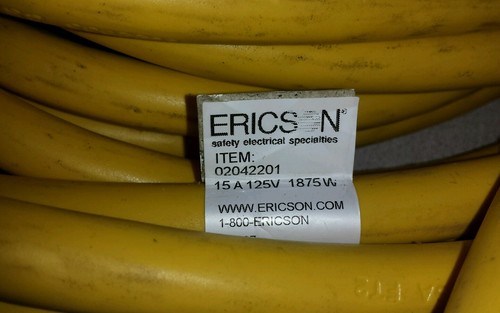 ERICSON®
safety electrical specialties
ITEM:
02042201
15 A 125V 1875 W
WWW.ERICSON.COM
1-800-ERICSON